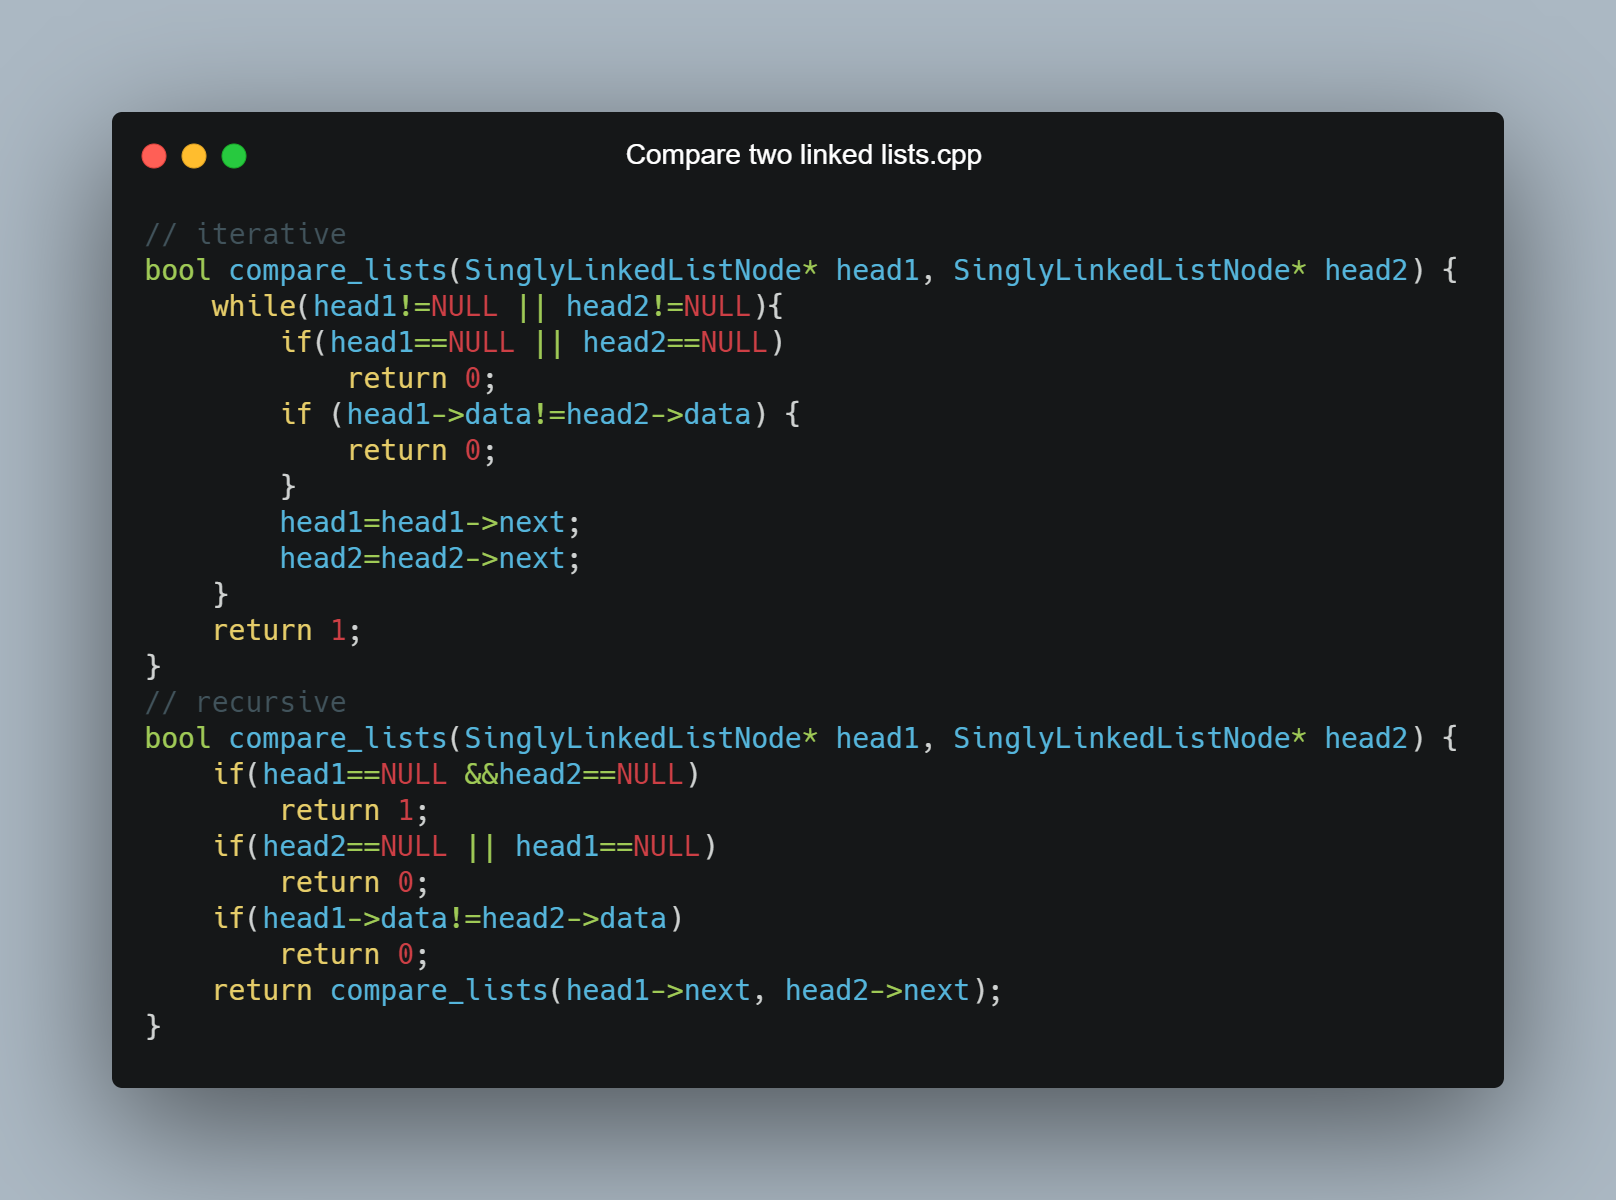 Compare two linked lists.cpp
// iterative
bool compare_lists(SinglyLinkedListNode* head1, SinglyLinkedListNode* head2) {
    while(head1!=NULL || head2!=NULL){
        if(head1==NULL || head2==NULL)
            return 0;
        if (head1->data!=head2->data) {
            return 0;
        }
        head1=head1->next;
        head2=head2->next;
    }
    return 1;
}
// recursive
bool compare_lists(SinglyLinkedListNode* head1, SinglyLinkedListNode* head2) {
    if(head1==NULL &&head2==NULL)
        return 1;
    if(head2==NULL || head1==NULL)
        return 0;
    if(head1->data!=head2->data)
        return 0;
    return compare_lists(head1->next, head2->next);
}